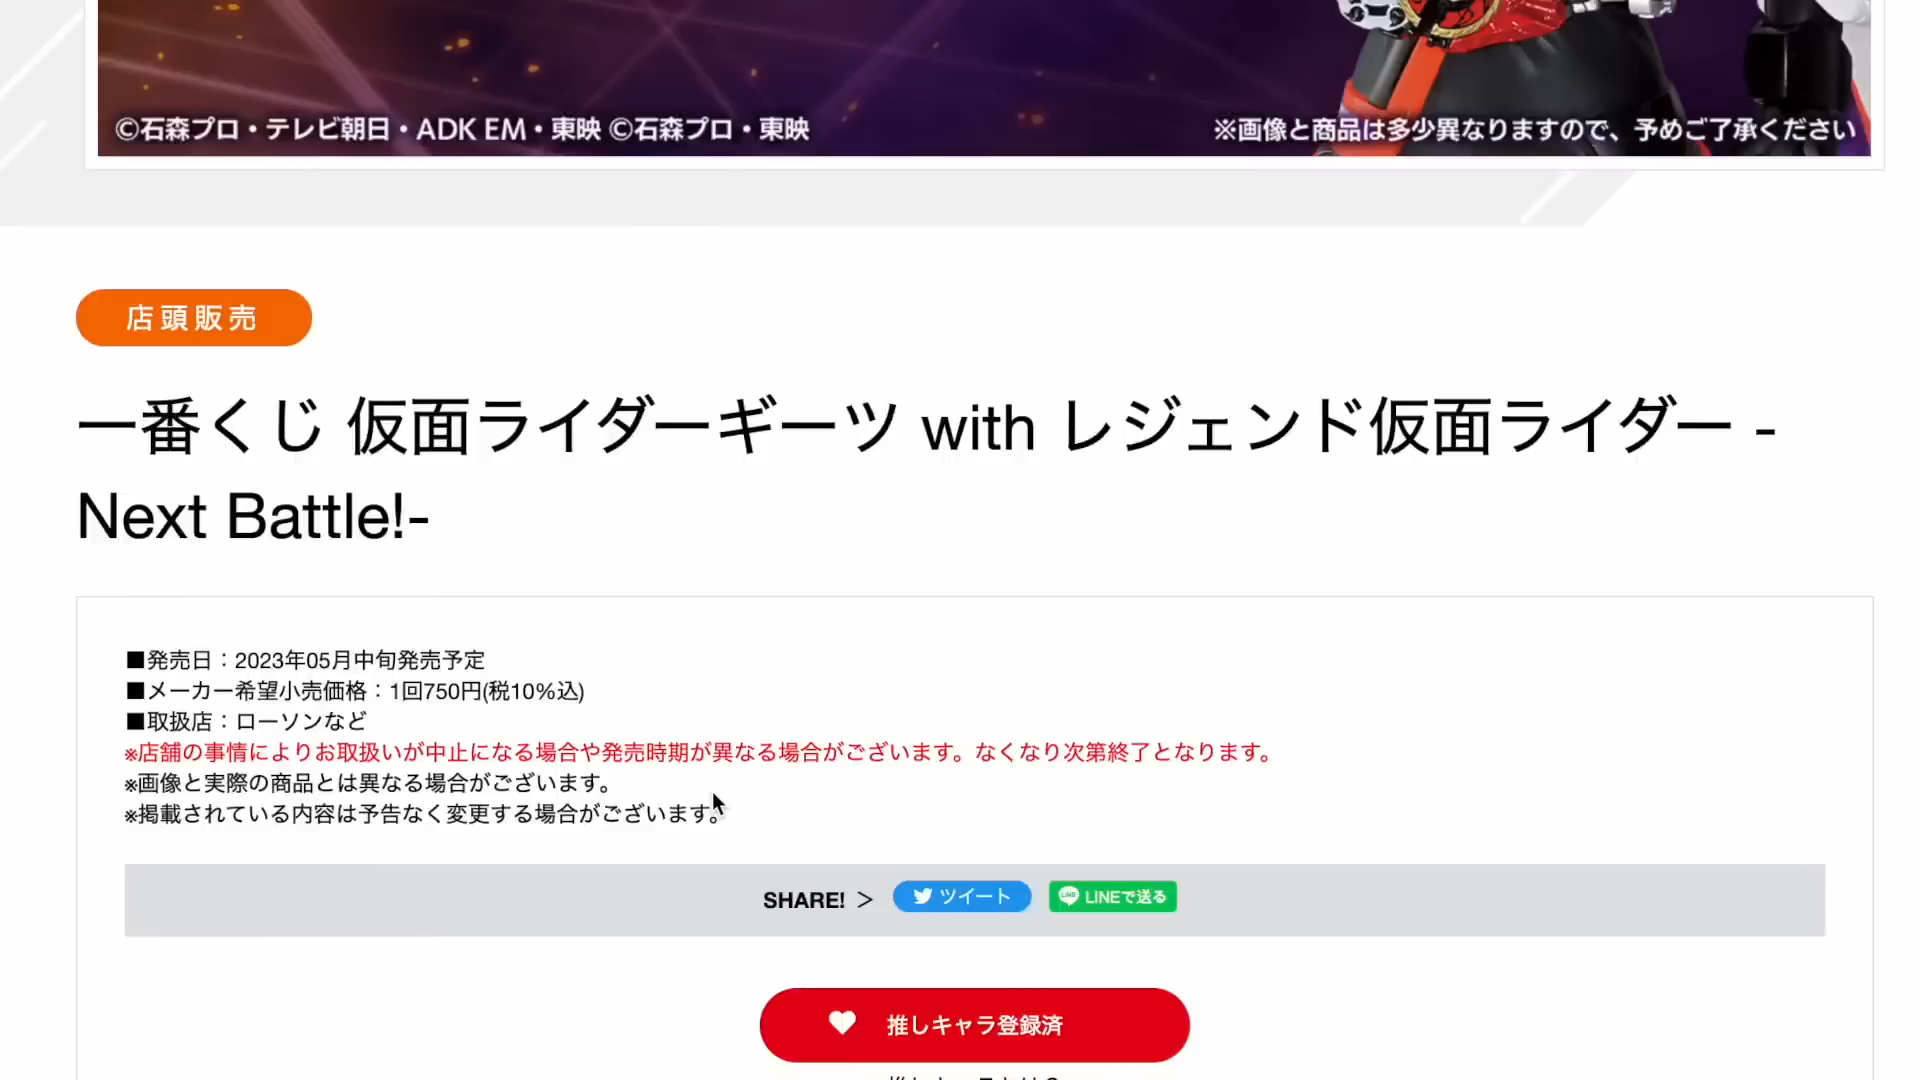 ©石森プロ・テレビ朝日・ADK EM・東映 ©石森プロ・東映
※画像と商品は多少異なりますので、予めご了承ください
店頭販売
一番くじ 仮面ライダーギーツ with レジェンド仮面ライダー -
Next Battle!-
■発売日：2023年05月中旬発売予定
■メーカー希望小売価格：1回750円(税10%込)
■取扱店：ローソンなど
※店舗の事情によりお取扱いが中止になる場合や発売時期が異なる場合がございます。なくなり次第終了となります。
※画像と実際の商品とは異なる場合がございます。
※掲載されている内容は予告なく変更する場合がございます。
SHARE! ＞ ツイート LINEで送る
推しキャラ登録済